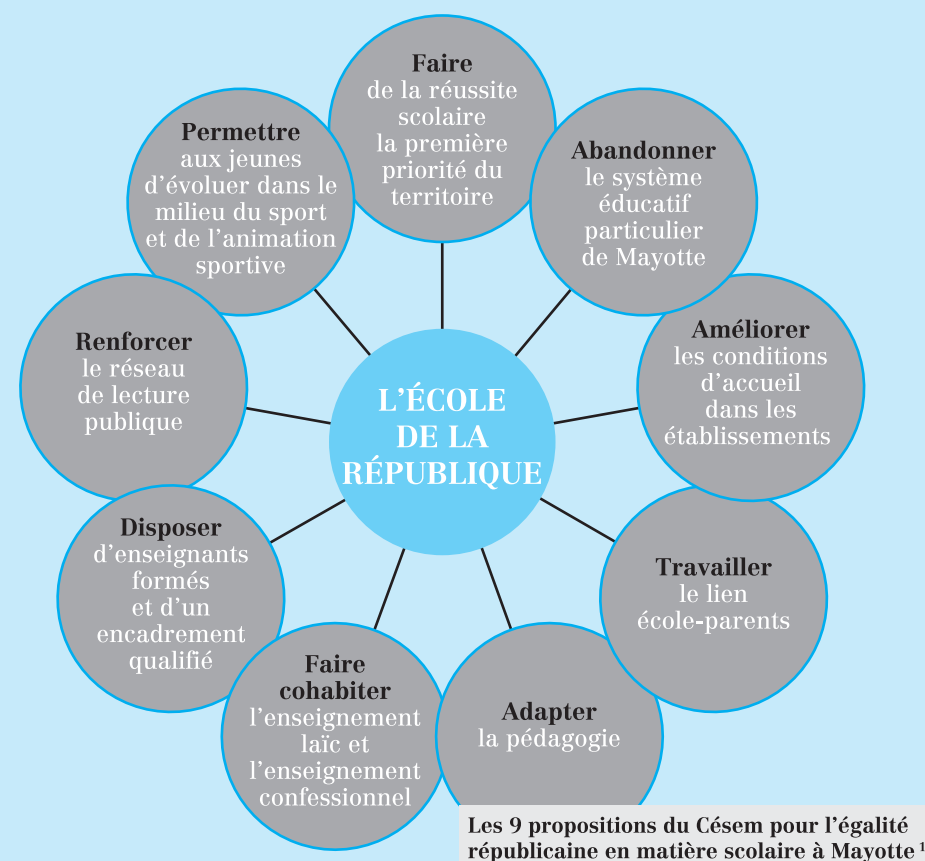 Faire
de la réussite
scolaire
la première
priorité du
territoire
Abandonner
le système
éducatif
particulier
de Mayotte
Améliorer
les conditions
d'accueil
dans les
établissements
Travailler
le lien
école-parents
Adapter
la pédagogie
Faire
cohabiter
l'enseignement
laïc et
l'enseignement
confessionnel
Disposer
d'enseignants
formés
et d'un
encadrement
qualifié
Renforcer
le réseau
de lecture
publique
Permettre
aux jeunes
d'évoluer dans le
milieu du sport
et de l'animation
sportive
L'ÉCOLE
DE LA
RÉPUBLIQUE
Les 9 propositions du Césem pour l'égalité
républicaine en matière scolaire à Mayotte 1